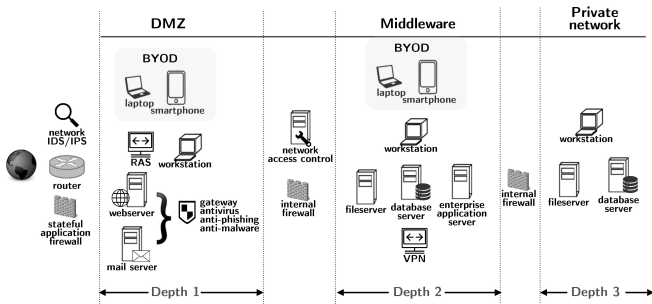 DMZ
Middleware
Private
network
BYOD
laptop
smartphone
BYOD
laptop
smartphone
network
IDS/IPS
router
stateful
application
firewall
RAS
workstation
webserver
mail server
gateway
antivirus
anti-phishing
anti-malware
network
access control
internal
firewall
workstation
fileserver
database
server
enterprise
application
server
VPN
internal
firewall
workstation
fileserver
database
server
Depth 1
Depth 2
Depth 3